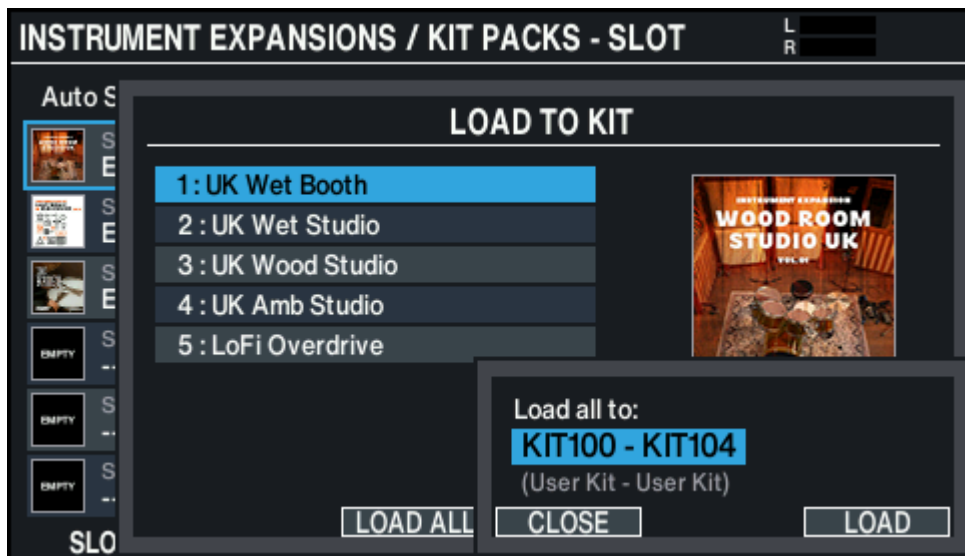 INSTRUMENT EXPANSIONS / KIT PACKS - SLOT
L
R
Auto S
LOAD TO KIT
S
E
1 : UK Wet Booth
2 : UK Wet Studio
3 : UK Wood Studio
4 : UK Amb Studio
5 : LoFi Overdrive
INSTRUMENT EXPANSION
WOOD ROOM
STUDIO UK
VOL.01
S
E
S
E
EMPTY
S
--
EMPTY
S
--
EMPTY
S
--
Load all to:
KIT100 - KIT104
(User Kit - User Kit)
LOAD ALL
CLOSE
LOAD
SLO